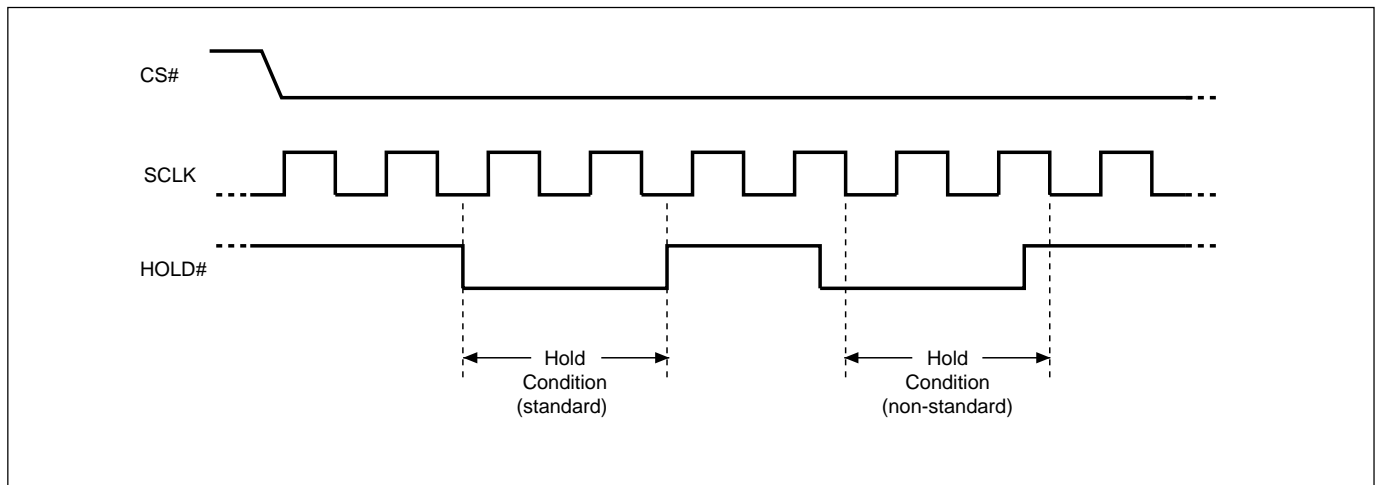 CS#
SCLK
HOLD#
Hold
Condition
(standard)
Hold
Condition
(non-standard)